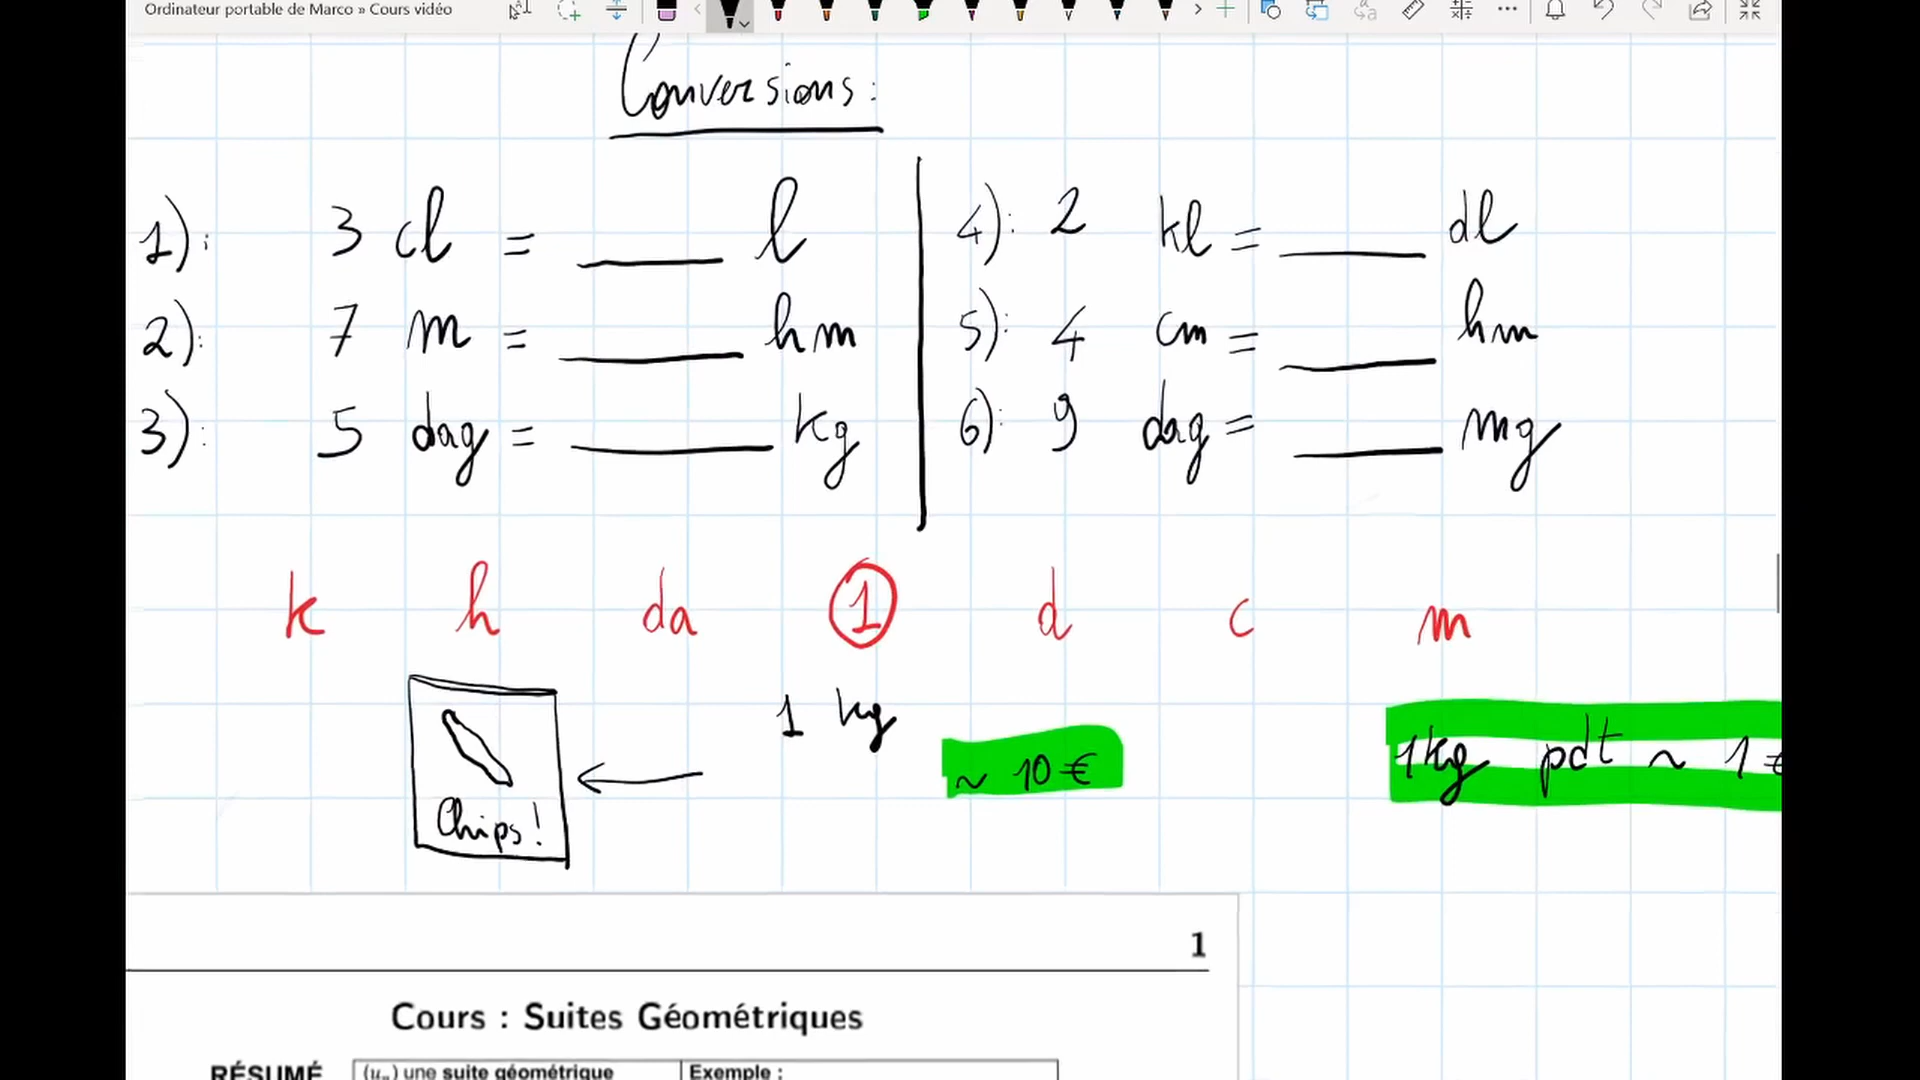 Ordinateur portable de Marco » Cours vidéo
Conversions :
1) : 3 cl = ____ l
2) : 7 m = ____ hm
3) : 5 dag = ____ kg
4) : 2 kl = ____ dl
5) : 4 cm = ____ hm
6) : 9 dag = ____ mg
k h da 1 d c m
Chips !
1 kg
~ 10 €
1kg pdt ~ 1 €
1
Cours : Suites Géométriques
RÉSUMÉ
(uₙ) une suite géométrique
Exemple :